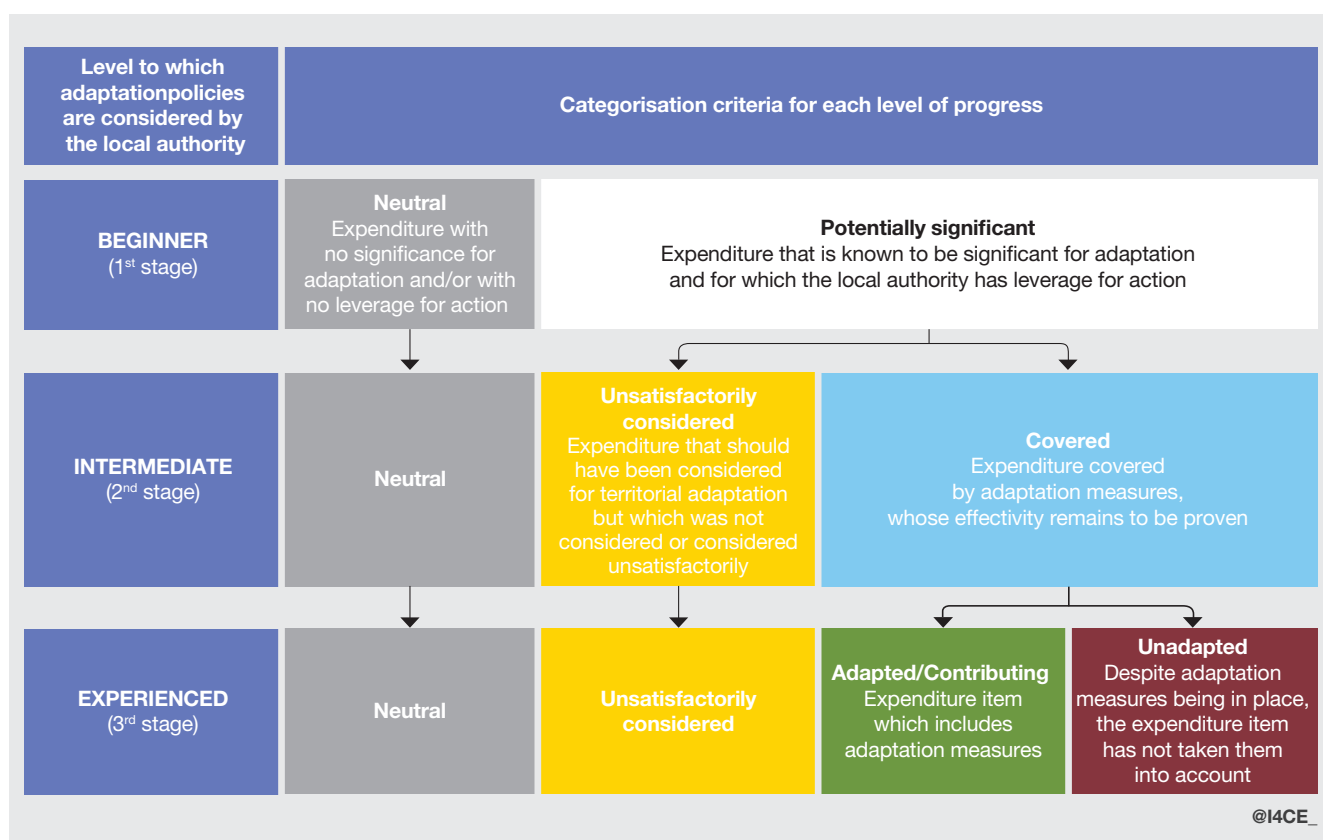 Level to which
adaptationpolicies
are considered by
the local authority
Categorisation criteria for each level of progress
BEGINNER
(1st stage)
Neutral
Expenditure with
no significance for
adaptation and/or with
no leverage for action
Potentially significant
Expenditure that is known to be significant for adaptation
and for which the local authority has leverage for action
INTERMEDIATE
(2nd stage)
Neutral
Unsatisfactorily
considered
Expenditure that should
have been considered
for territorial adaptation
but which was not
considered or considered
unsatisfactorily
Covered
Expenditure covered
by adaptation measures,
whose effectivity remains to be proven
EXPERIENCED
(3rd stage)
Neutral
Unsatisfactorily
considered
Adapted/Contributing
Expenditure item
which includes
adaptation measures
Unadapted
Despite adaptation
measures being in place,
the expenditure item
has not taken them
into account
@I4CE_